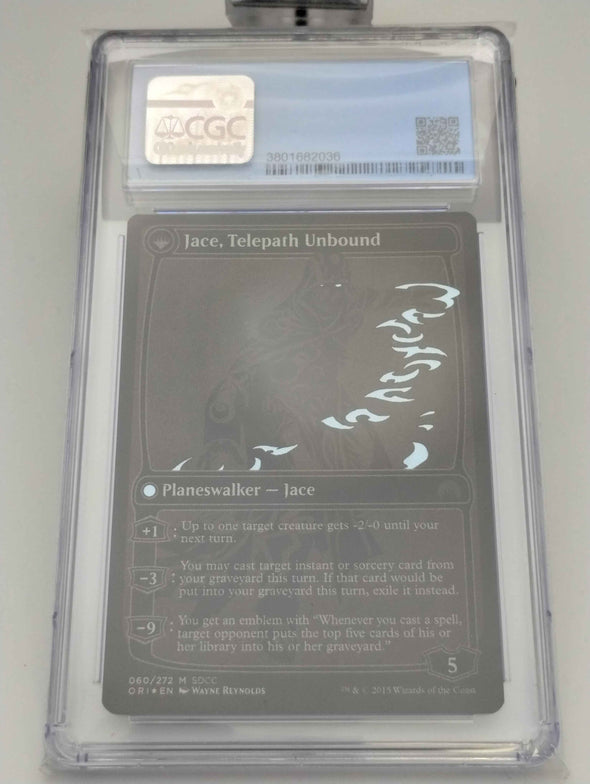 CGC
3801682036
Jace, Telepath Unbound
Planeswalker — Jace
+1
: Up to one target creature gets -2/-0 until your
next turn.
−3
: You may cast target instant or sorcery card from
your graveyard this turn. If that card would be
put into your graveyard this turn, exile it instead.
−9
: You get an emblem with “Whenever you cast a spell,
target opponent puts the top five cards of his or
her library into his or her graveyard.”
5
060/272 M SDCC
ORI★EN WAYNE REYNOLDS
™ & © 2015 Wizards of the Coast